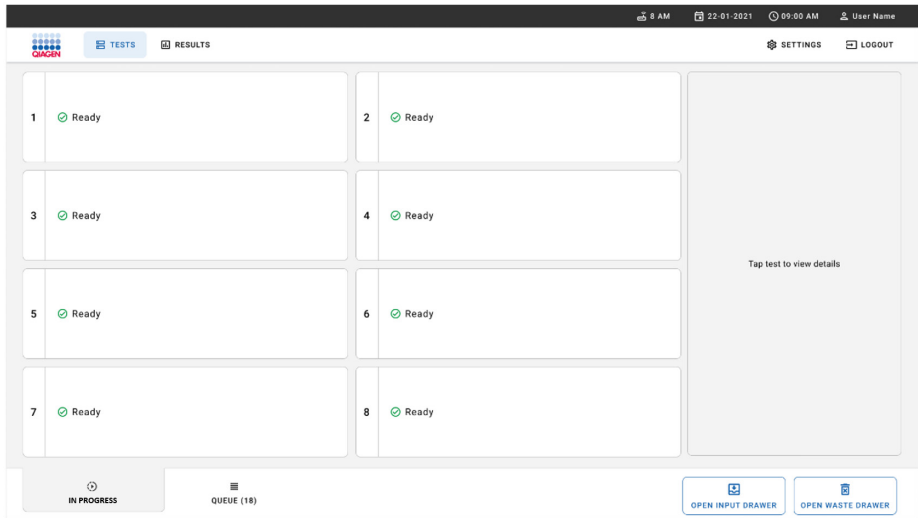 8 AM 22-01-2021 09:00 AM User Name
QIAGEN TESTS RESULTS SETTINGS LOGOUT
1 Ready 2 Ready
3 Ready 4 Ready
Tap test to view details
5 Ready 6 Ready
7 Ready 8 Ready
IN PROGRESS QUEUE (18) OPEN INPUT DRAWER OPEN WASTE DRAWER